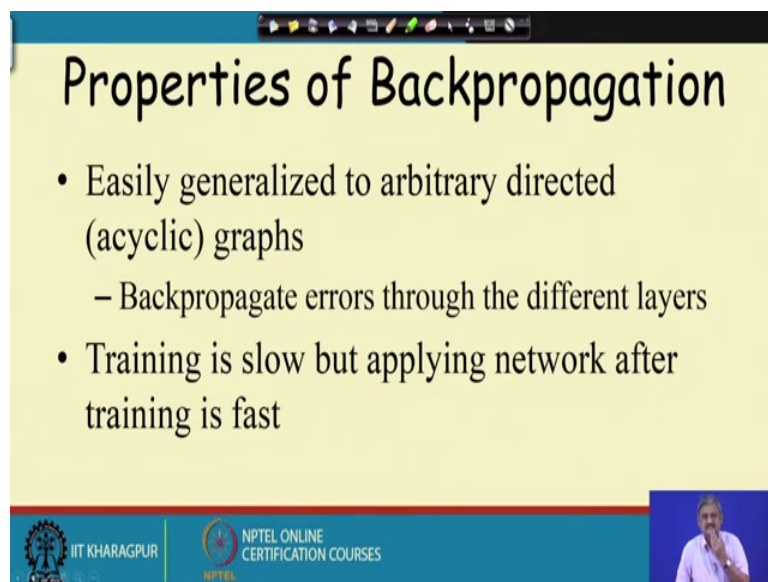 Properties of Backpropagation
• Easily generalized to arbitrary directed
(acyclic) graphs
– Backpropagate errors through the different layers
• Training is slow but applying network after
training is fast
IIT KHARAGPUR
NPTEL ONLINE
CERTIFICATION COURSES
NPTEL